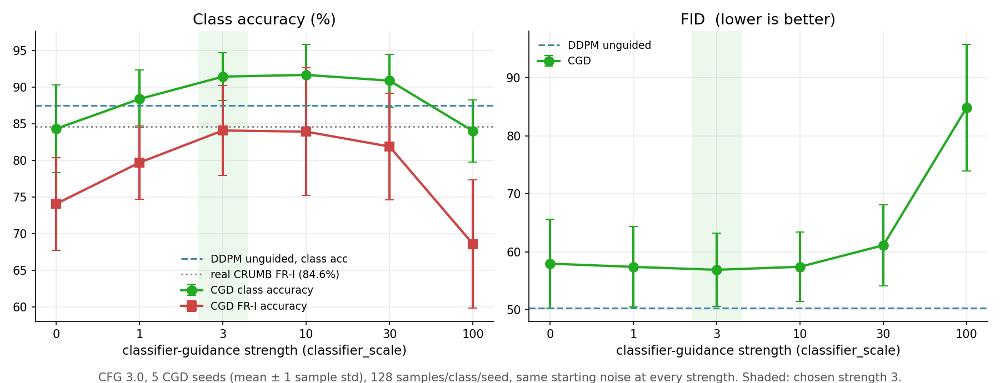 Class accuracy (%)
95
90
85
80
75
70
65
60
DDPM unguided, class acc
real CRUMB FR-I (84.6%)
CGD class accuracy
CGD FR-I accuracy
0 1 3 10 30 100
classifier-guidance strength (classifier_scale)
FID (lower is better)
DDPM unguided
CGD
90
80
70
60
50
0 1 3 10 30 100
classifier-guidance strength (classifier_scale)
CFG 3.0, 5 CGD seeds (mean ± 1 sample std), 128 samples/class/seed, same starting noise at every strength. Shaded: chosen strength 3.